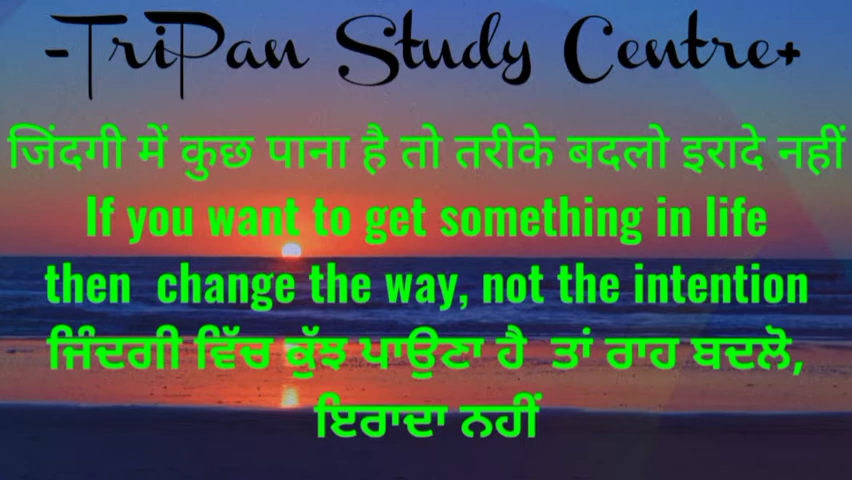 -TriPan Study Centre+
जिंदगी में कुछ पाना है तो तरीके बदलो इरादे नहीं
If you want to get something in life
then change the way, not the intention
ਜਿੰਦਗੀ ਵਿੱਚ ਕੁੱਝ ਪਾਉਣਾ ਹੈ ਤਾਂ ਰਾਹ ਬਦਲੋ,
ਇਰਾਦਾ ਨਹੀਂ